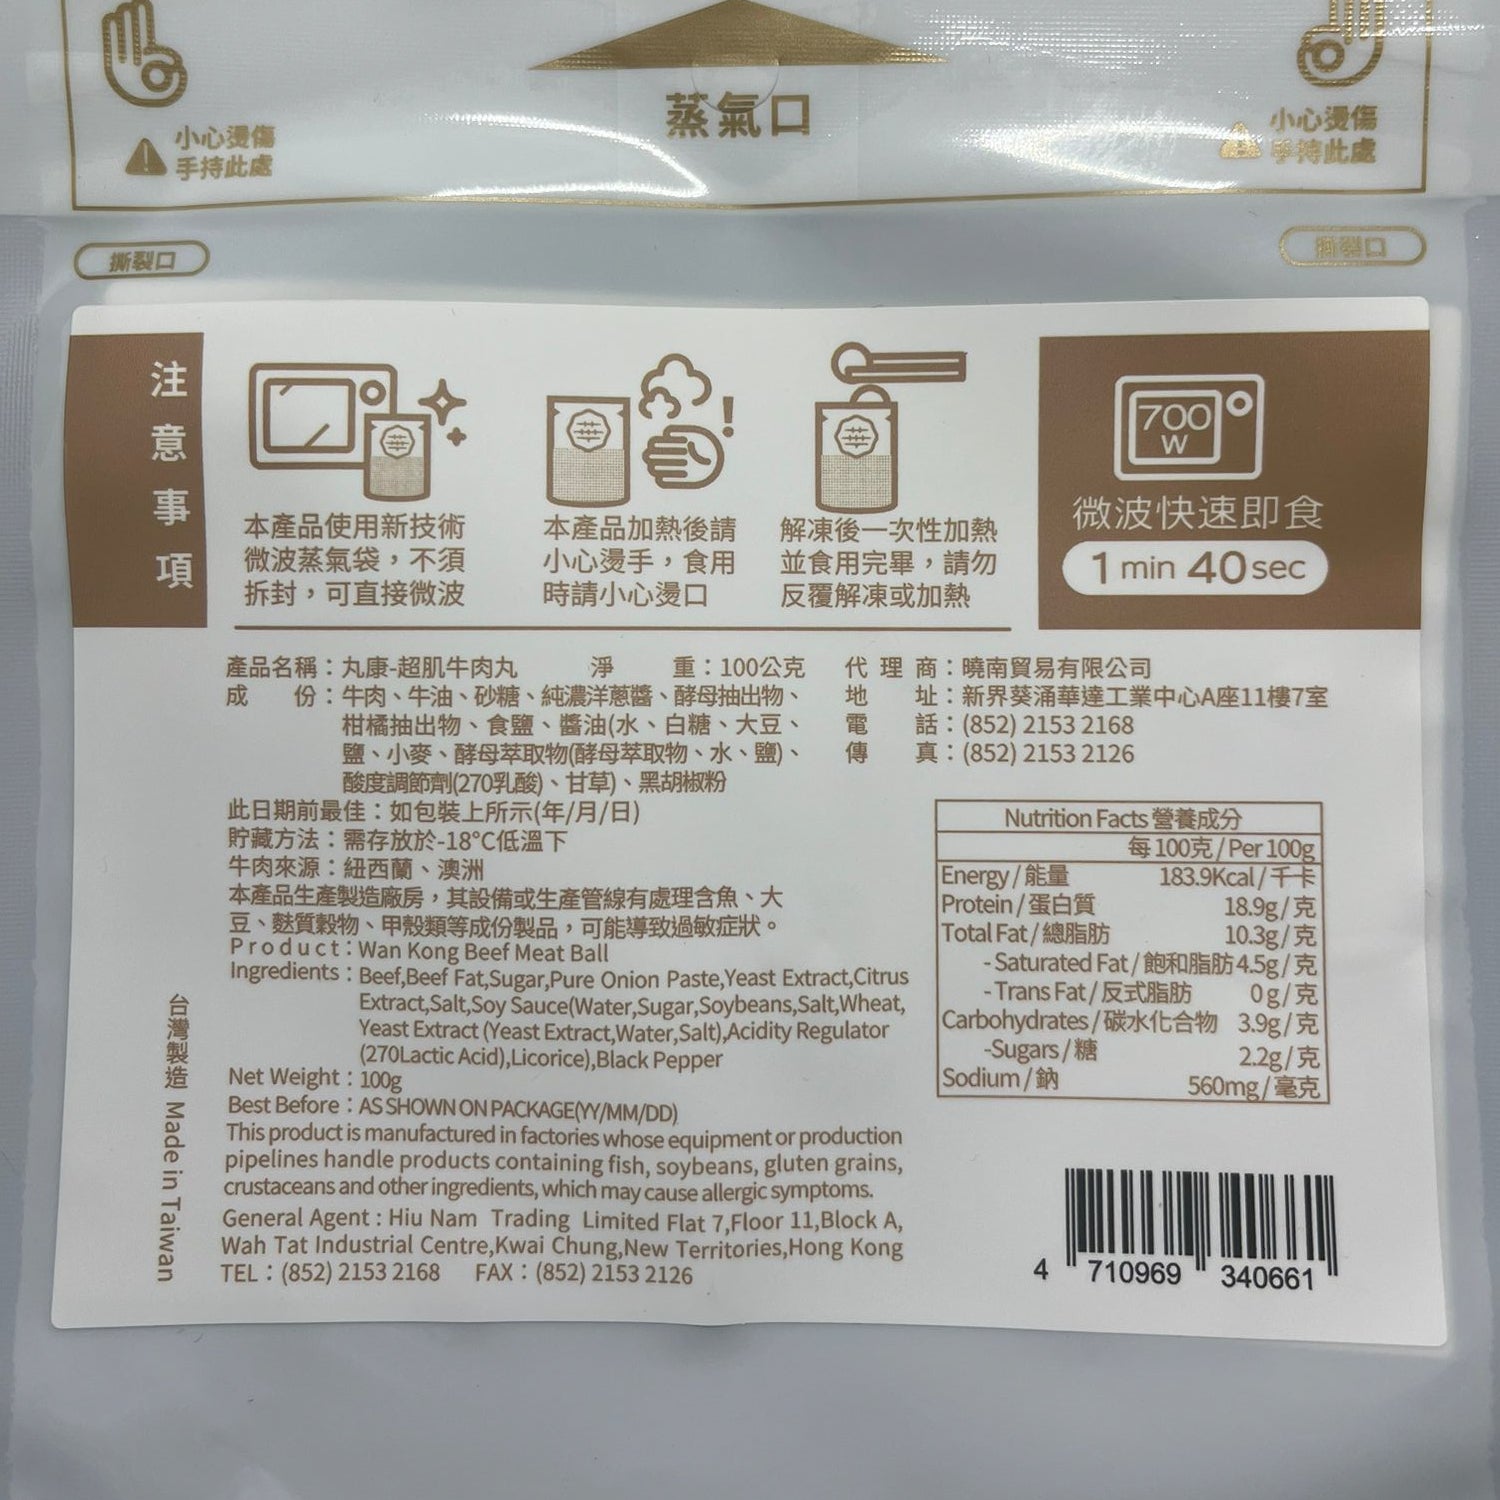 蒸氣口
小心燙傷
手持此處
小心燙傷
手持此處
撕裂口
撕裂口
注意事項
本產品使用新技術
微波蒸氣袋，不須
拆封，可直接微波
本產品加熱後請
小心燙手，食用
時請小心燙口
解凍後一次性加熱
並食用完畢，請勿
反覆解凍或加熱
700
W
微波快速即食
1 min 40 sec
產品名稱：丸康-超肌牛肉丸 淨 重：100公克
成 份：牛肉、牛油、砂糖、純濃洋蔥醬、酵母抽出物、
柑橘抽出物、食鹽、醬油(水、白糖、大豆、
鹽、小麥、酵母萃取物(酵母萃取物、水、鹽)、
酸度調節劑(270乳酸)、甘草)、黑胡椒粉
此日期前最佳：如包裝上所示(年/月/日)
貯藏方法：需存放於-18°C低溫下
牛肉來源：紐西蘭、澳洲
本產品生產製造廠房，其設備或生產管線有處理含魚、大
豆、麩質穀物、甲殼類等成份製品，可能導致過敏症狀。
Product：Wan Kong Beef Meat Ball
Ingredients：Beef,Beef Fat,Sugar,Pure Onion Paste,Yeast Extract,Citrus
Extract,Salt,Soy Sauce(Water,Sugar,Soybeans,Salt,Wheat,
Yeast Extract (Yeast Extract,Water,Salt),Acidity Regulator
(270Lactic Acid),Licorice),Black Pepper
Net Weight：100g
Best Before：AS SHOWN ON PACKAGE(YY/MM/DD)
This product is manufactured in factories whose equipment or production
pipelines handle products containing fish, soybeans, gluten grains,
crustaceans and other ingredients, which may cause allergic symptoms.
General Agent：Hiu Nam Trading Limited Flat 7,Floor 11,Block A,
Wah Tat Industrial Centre,Kwai Chung,New Territories,Hong Kong
TEL：(852) 2153 2168 FAX：(852) 2153 2126
台灣製造 Made in Taiwan
代理商：曉南貿易有限公司
地 址：新界葵涌華達工業中心A座11樓7室
電 話：(852) 2153 2168
傳 真：(852) 2153 2126
Nutrition Facts 營養成分
每 100克/Per 100g
Energy/能量 183.9Kcal/千卡
Protein/蛋白質 18.9g/克
Total Fat/總脂肪 10.3g/克
-Saturated Fat/飽和脂肪 4.5g/克
-Trans Fat/反式脂肪 0g/克
Carbohydrates/碳水化合物 3.9g/克
-Sugars/糖 2.2g/克
Sodium/鈉 560mg/毫克
4 710969 340661